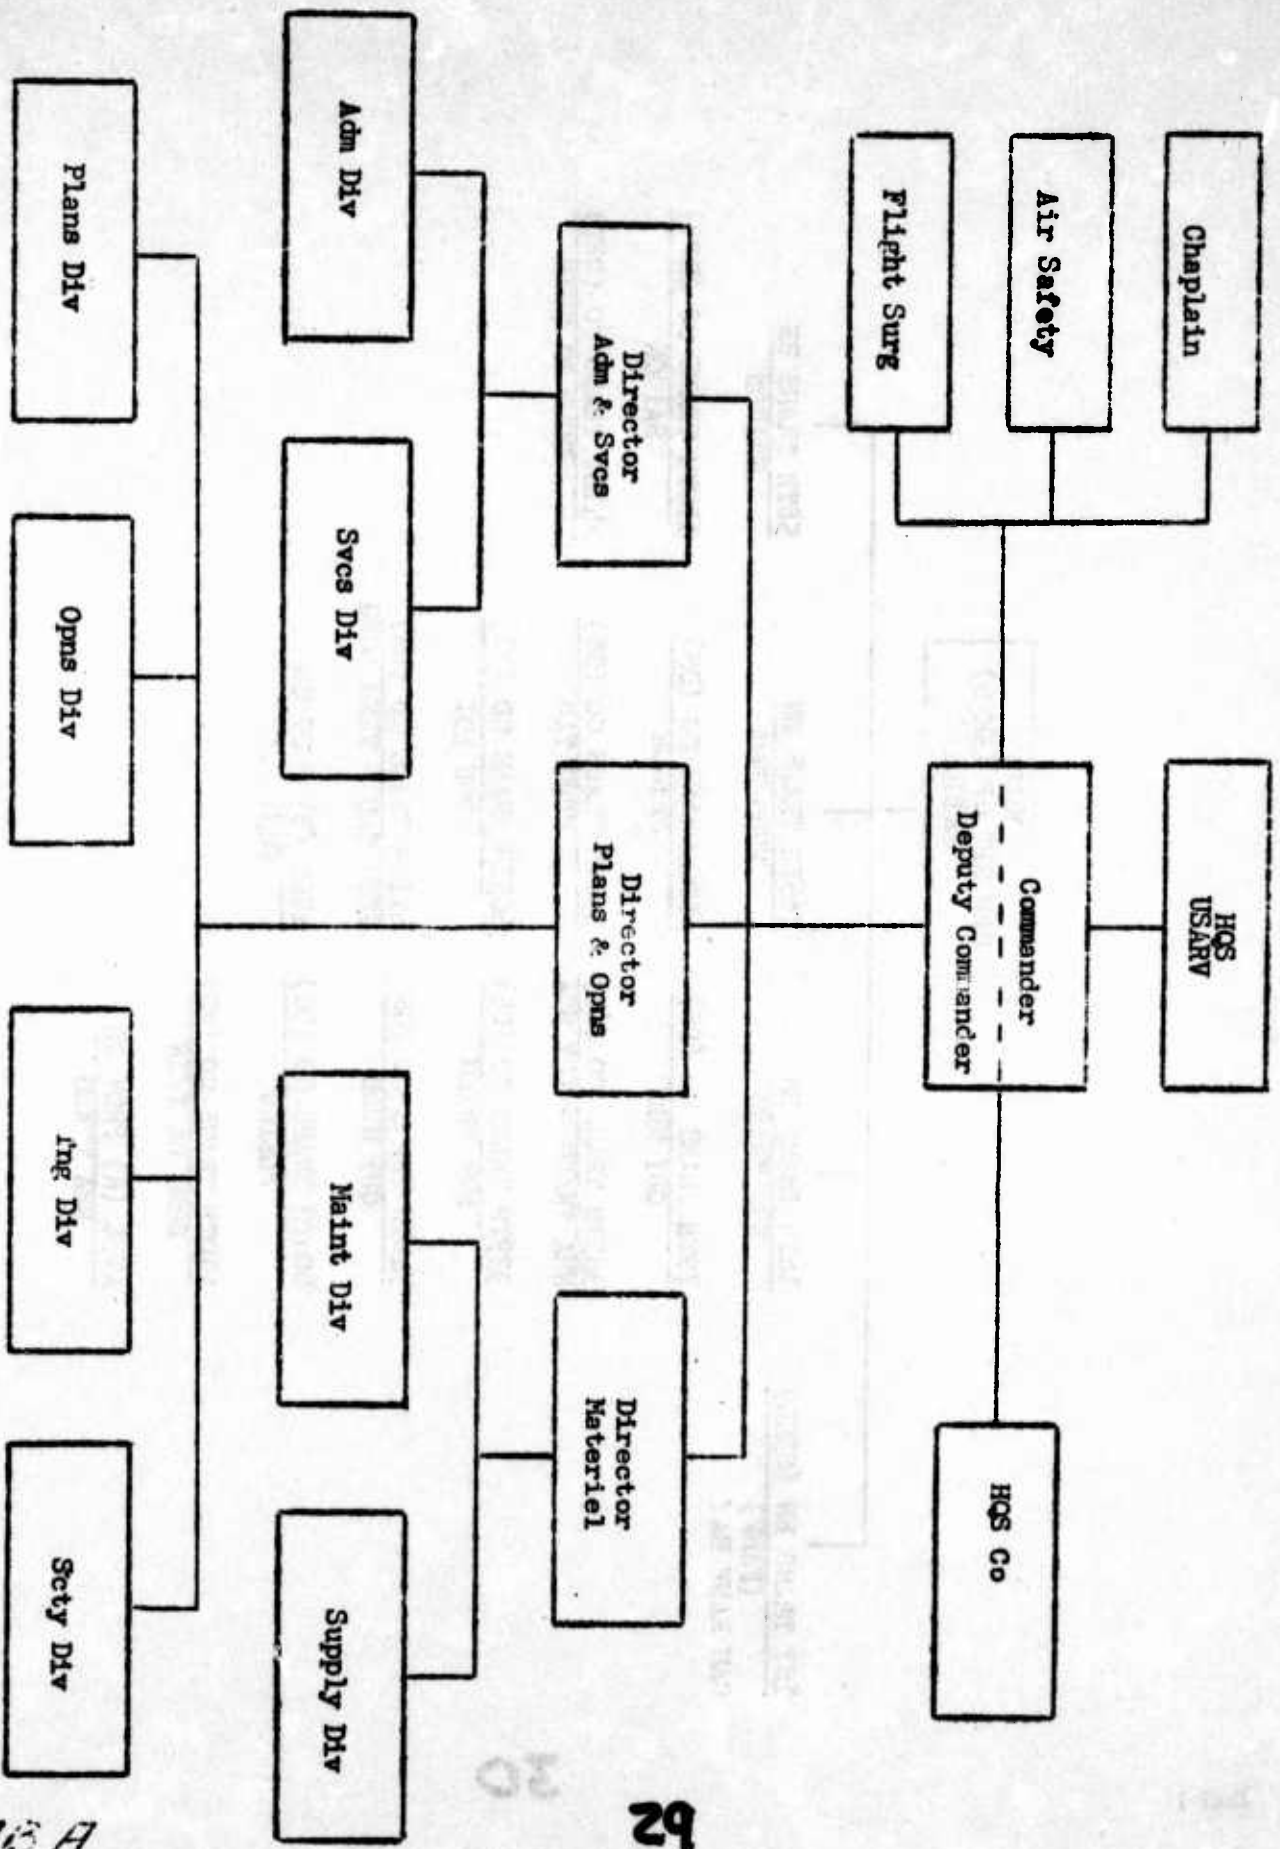 HQS
USARV
Chaplain
Air Safety
Flight Surg
Commander
Deputy Commander
HQS Co
Director
Adm & Svcs
Director
Plans & Opns
Director
Materiel
Adm Div
Svcs Div
Maint Div
Supply Div
Plans Div
Opns Div
Tng Div
Scty Div